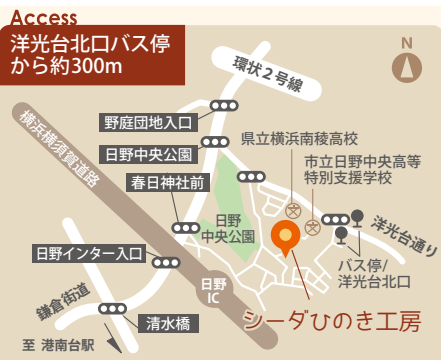 Access
洋光台北口バス停
から約300m
N
環状2号線
野庭団地入口
日野中央公園
春日神社前
横浜横須賀道路
県立横浜南稜高校
市立日野中央高等
特別支援学校
日野
中央公園
洋光台通り
バス停/
洋光台北口
日野インター入口
日野
IC
鎌倉街道
清水橋
シーダひのき工房
至 港南台駅